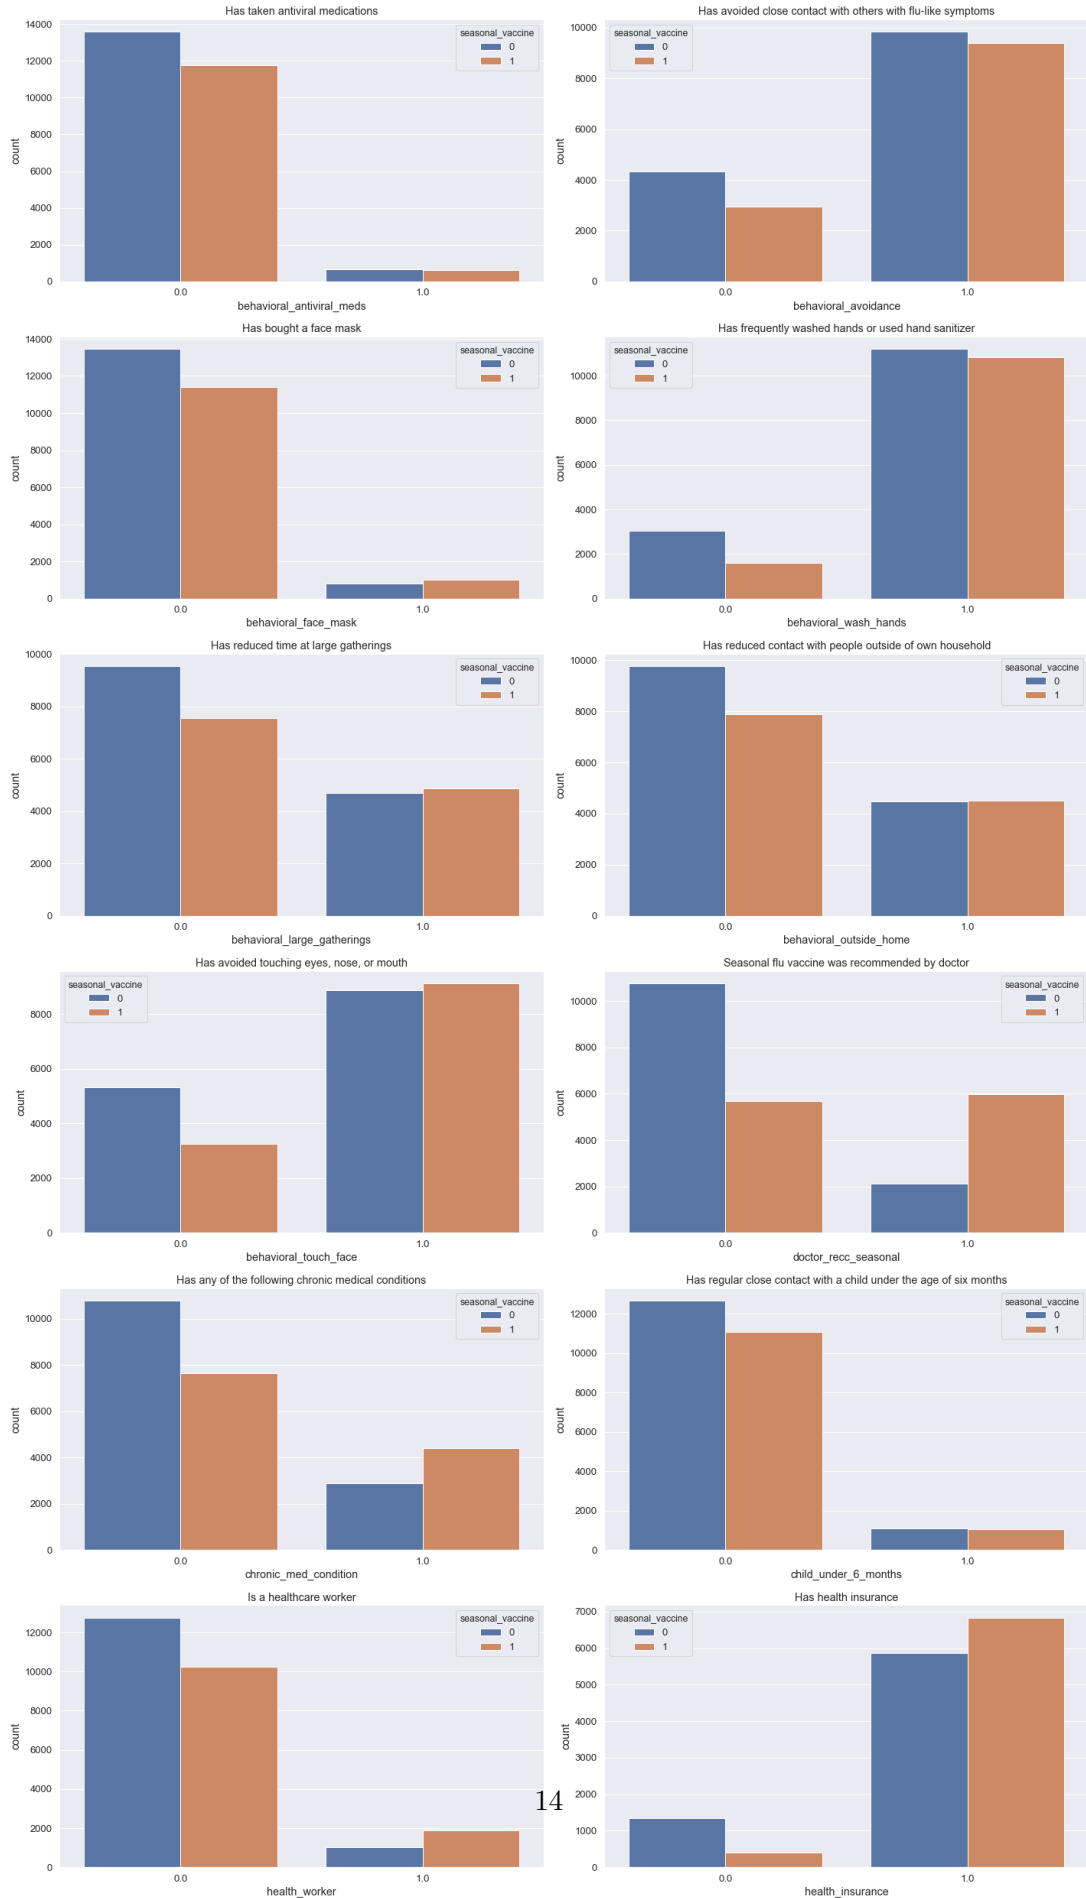 Has taken antiviral medications
14000
12000
10000
8000
6000
4000
2000
0
count
seasonal_vaccine
0
1
0.0 1.0
behavioral_antiviral_meds
Has avoided close contact with others with flu-like symptoms
10000
8000
6000
4000
2000
0
count
seasonal_vaccine
0
1
0.0 1.0
behavioral_avoidance
Has bought a face mask
14000
12000
10000
8000
6000
4000
2000
0
count
seasonal_vaccine
0
1
0.0 1.0
behavioral_face_mask
Has frequently washed hands or used hand sanitizer
10000
8000
6000
4000
2000
0
count
seasonal_vaccine
0
1
0.0 1.0
behavioral_wash_hands
Has reduced time at large gatherings
10000
8000
6000
4000
2000
0
count
seasonal_vaccine
0
1
0.0 1.0
behavioral_large_gatherings
Has reduced contact with people outside of own household
10000
8000
6000
4000
2000
0
count
seasonal_vaccine
0
1
0.0 1.0
behavioral_outside_home
Has avoided touching eyes, nose, or mouth
8000
6000
4000
2000
0
count
seasonal_vaccine
0
1
0.0 1.0
behavioral_touch_face
Seasonal flu vaccine was recommended by doctor
10000
8000
6000
4000
2000
0
count
seasonal_vaccine
0
1
0.0 1.0
doctor_recc_seasonal
Has any of the following chronic medical conditions
10000
8000
6000
4000
2000
0
count
seasonal_vaccine
0
1
0.0 1.0
chronic_med_condition
Has regular close contact with a child under the age of six months
12000
10000
8000
6000
4000
2000
0
count
seasonal_vaccine
0
1
0.0 1.0
child_under_6_months
Is a healthcare worker
12000
10000
8000
6000
4000
2000
0
count
seasonal_vaccine
0
1
0.0 1.0
health_worker
Has health insurance
7000
6000
5000
4000
3000
2000
1000
0
count
seasonal_vaccine
0
1
0.0 1.0
health_insurance
14